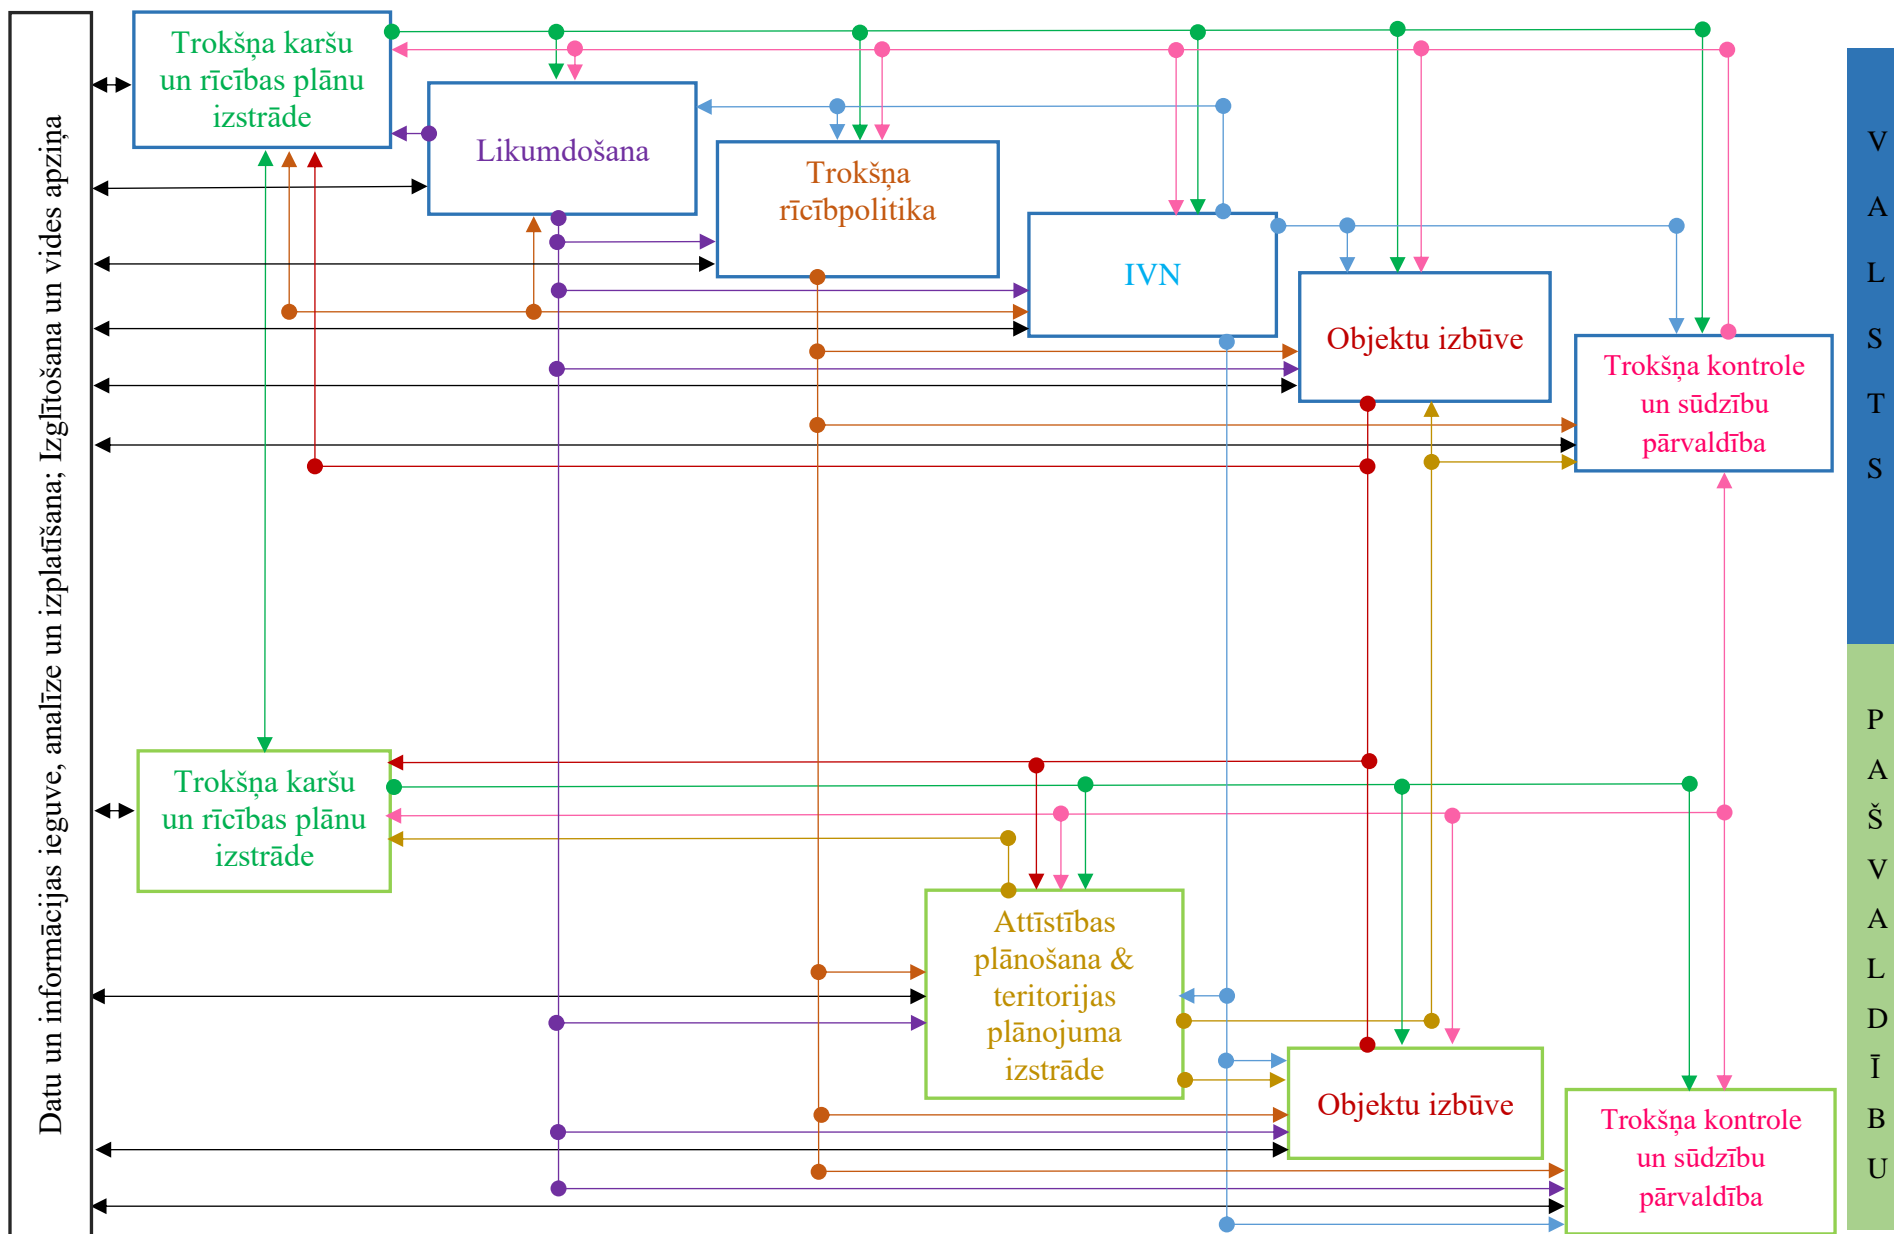 Datu un informācijas ieguve, analīze un izplatīšana; Izglītošana un vides apziņa
Trokšņa karšu
un rīcības plānu
izstrāde
Likumdošana
Trokšņa
rīcībpolitika
IVN
Objektu izbūve
Trokšņa kontrole
un sūdzību
pārvaldība
V
A
L
S
T
S
Trokšņa karšu
un rīcības plānu
izstrāde
Attīstības
plānošana &
teritorijas
plānojuma
izstrāde
Objektu izbūve
Trokšņa kontrole
un sūdzību
pārvaldība
P
A
Š
V
A
L
D
Ī
B
U